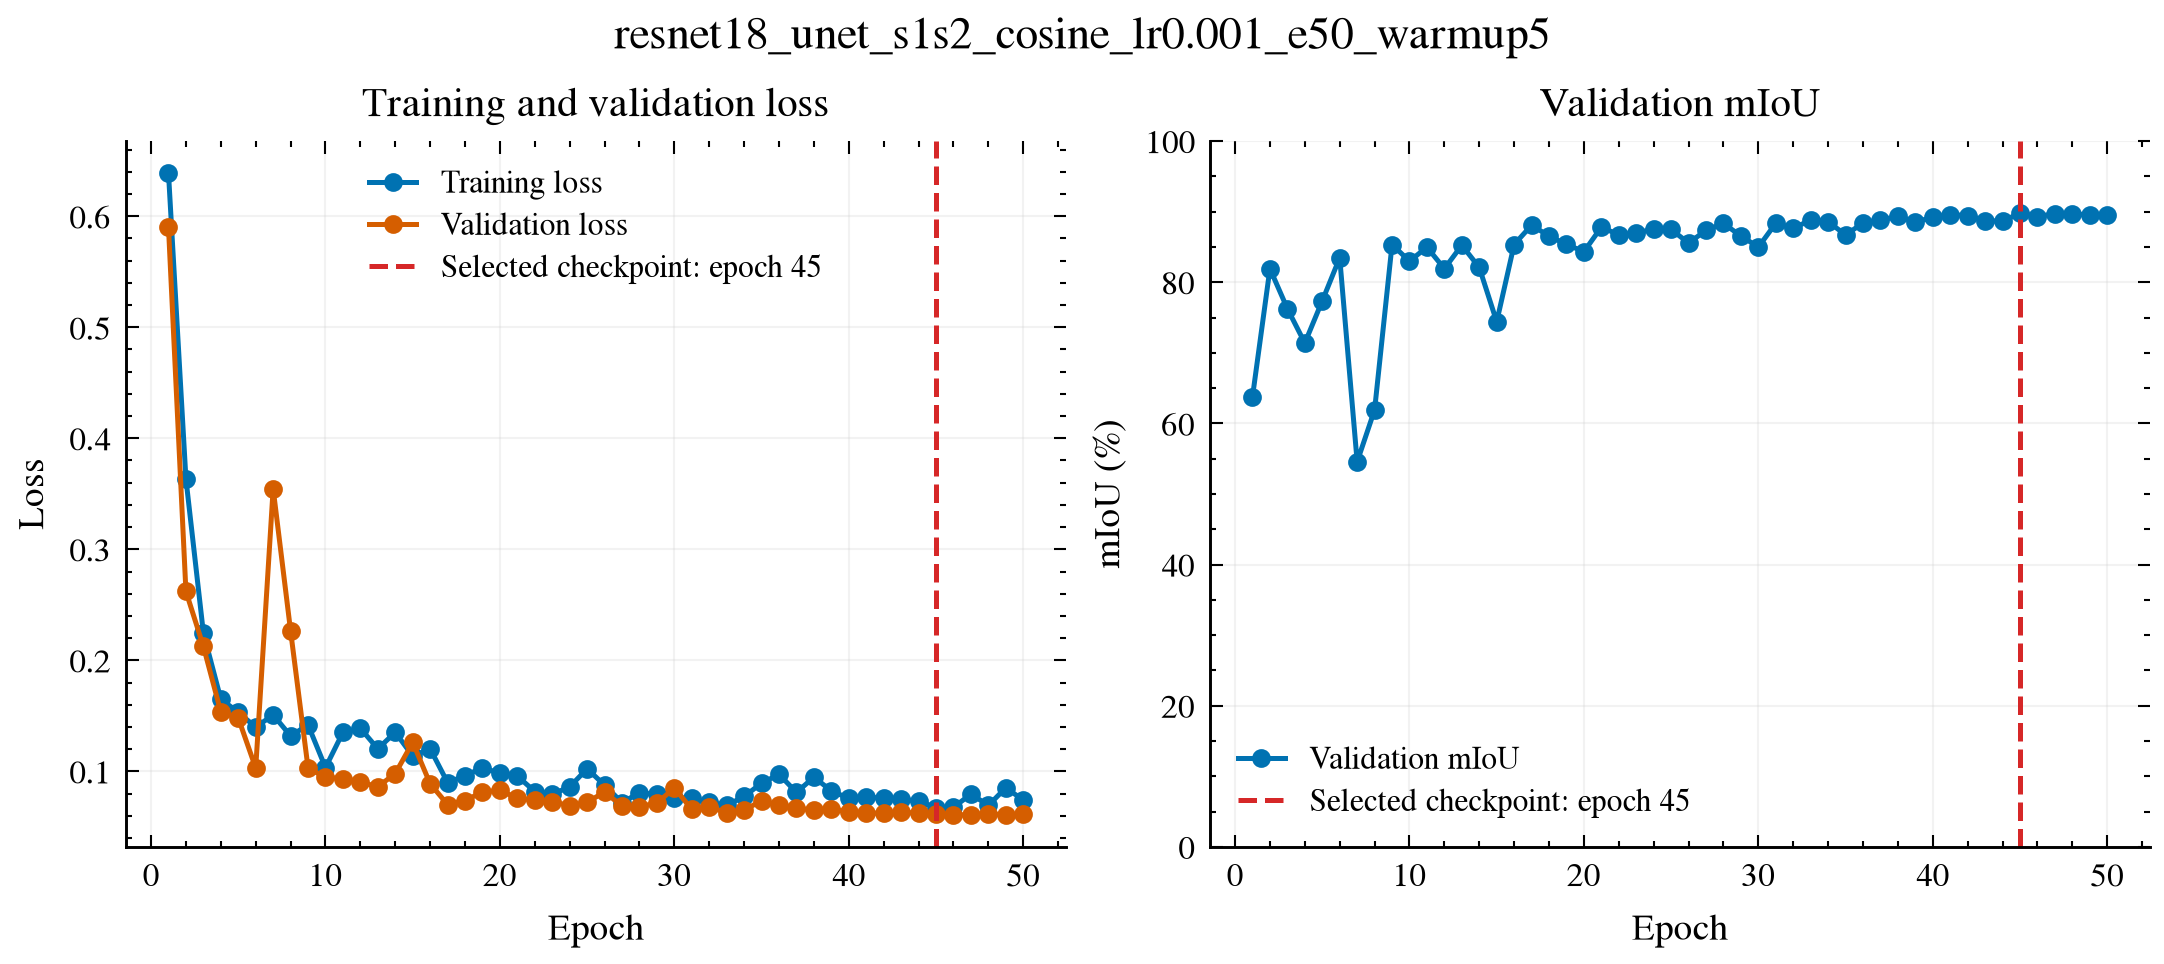 resnet18_unet_s1s2_cosine_lr0.001_e50_warmup5
Training and validation loss
Training loss
Validation loss
Selected checkpoint: epoch 45
0.6
0.5
0.4
0.3
0.2
0.1
Loss
0 10 20 30 40 50
Epoch
Validation mIoU
100
80
60
40
20
0
mIoU (%)
Validation mIoU
Selected checkpoint: epoch 45
0 10 20 30 40 50
Epoch